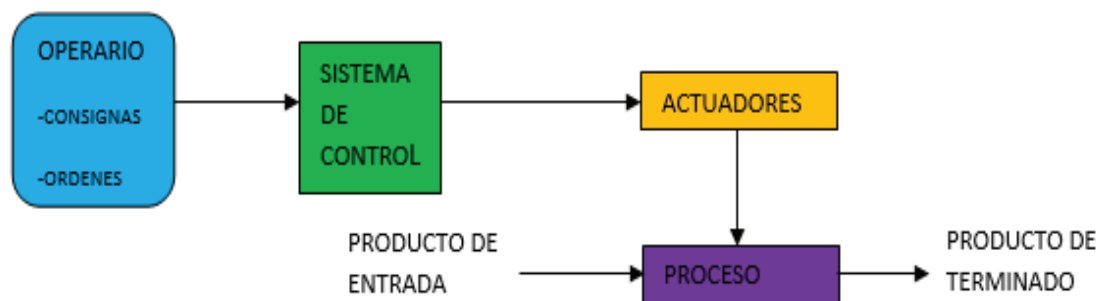 OPERARIO
-CONSIGNAS
-ORDENES
SISTEMA
DE
CONTROL
ACTUADORES
PRODUCTO DE
ENTRADA
PROCESO
PRODUCTO DE
TERMINADO